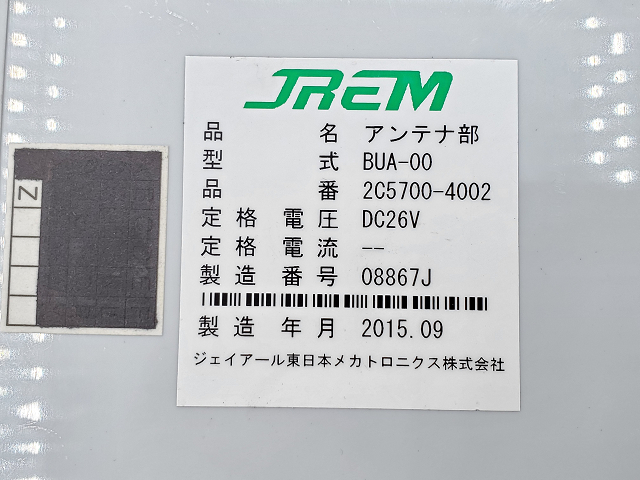 JREM
品名 アンテナ部
型式 BUA-00
品番 2C5700-4002
定格電圧 DC26V
定格電流 --
製造番号 08867J
製造年月 2015.09
ジェイアール東日本メカトロニクス株式会社
N